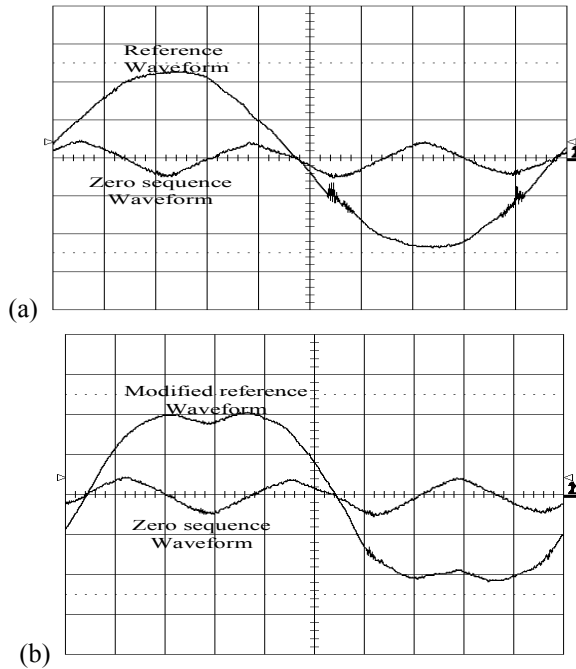 Reference
Waveform
Zero sequence
Waveform
(a)
Modified reference
Waveform
Zero sequence
Waveform
(b)